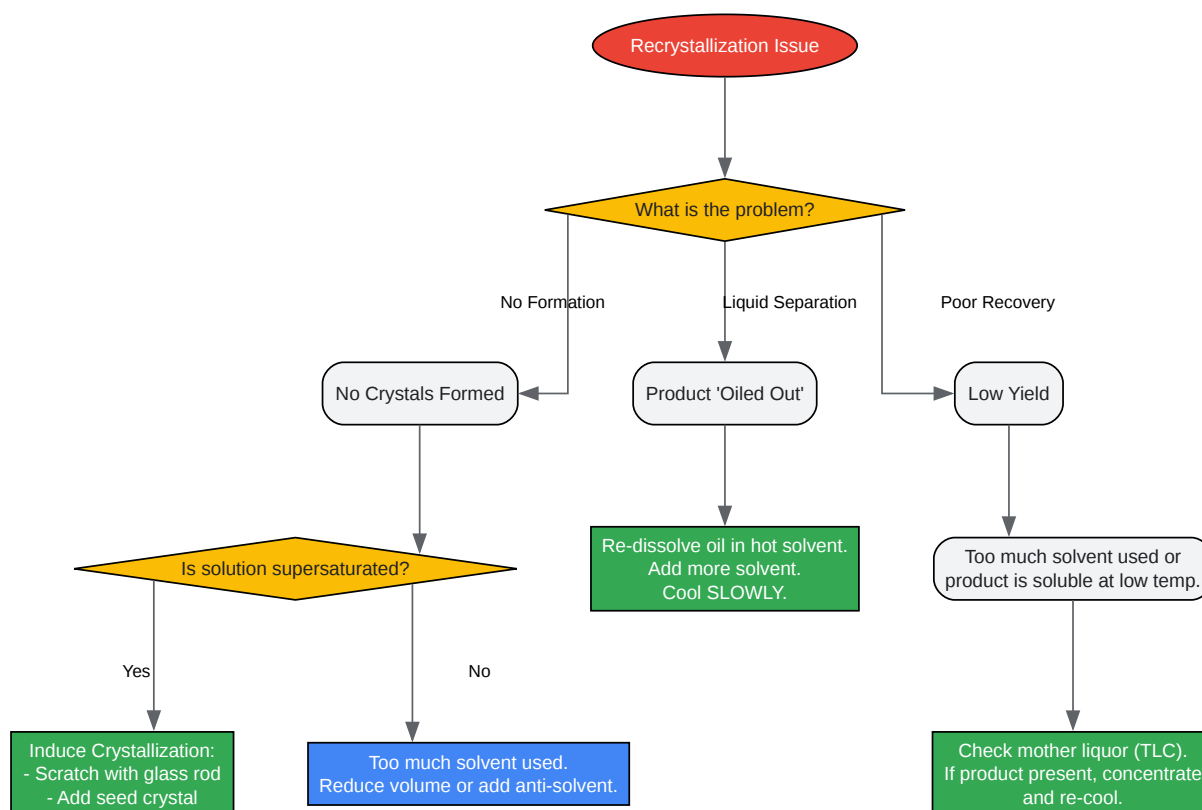 Recrystallization Issue
What is the problem?
No Formation
Liquid Separation
Poor Recovery
No Crystals Formed
Product 'Oiled Out'
Low Yield
Is solution supersaturated?
Re-dissolve oil in hot solvent.
Add more solvent.
Cool SLOWLY.
Too much solvent used or
product is soluble at low temp.
Yes
No
Induce Crystallization:
- Scratch with glass rod
- Add seed crystal
Too much solvent used.
Reduce volume or add anti-solvent.
Check mother liquor (TLC).
If product present, concentrate
and re-cool.